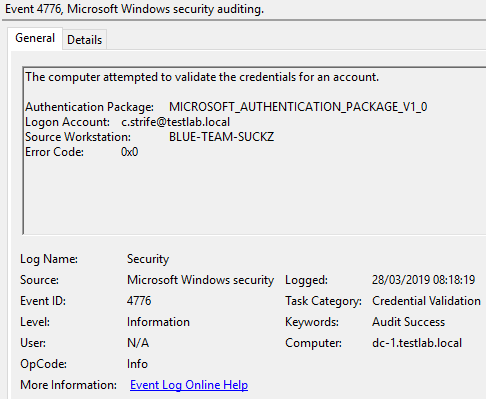 Event 4776, Microsoft Windows security auditing.
General Details
The computer attempted to validate the credentials for an account.
Authentication Package: MICROSOFT_AUTHENTICATION_PACKAGE_V1_0
Logon Account: c.strife@testlab.local
Source Workstation: BLUE-TEAM-SUCKZ
Error Code: 0x0
Log Name: Security
Source: Microsoft Windows security Logged: 28/03/2019 08:18:19
Event ID: 4776 Task Category: Credential Validation
Level: Information Keywords: Audit Success
User: N/A Computer: dc-1.testlab.local
OpCode: Info
More Information: Event Log Online Help